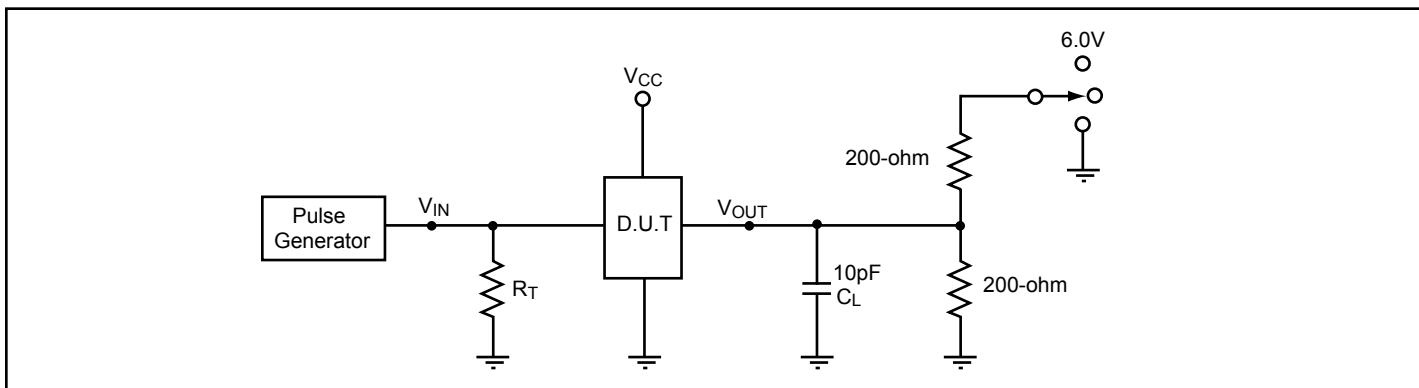 6.0V
VCC
200-ohm
Pulse
Generator
VIN
D.U.T
VOUT
RT
10pF
CL
200-ohm